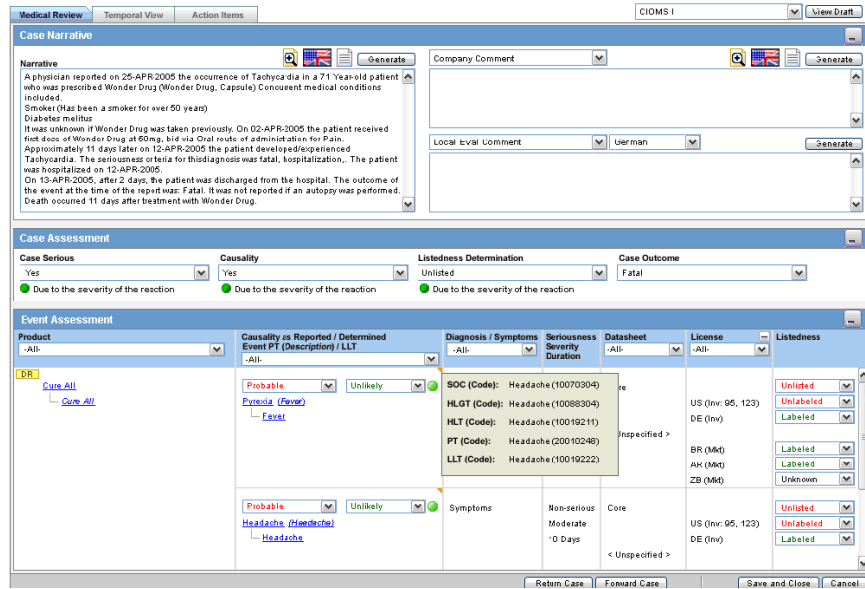 Medical Review Temporal View Action Items CIOMS I View Draft
Case Narrative
Narrative Generate Company Comment Generate
A physician reported on 25-APR-2005 the occurrence of Tachycardia in a 71 Year-old patient
who was prescribed Wonder Drug (Wonder Drug, Capsule) Concurent medical conditions
included.
Smoker (Has been a smoker for over 50 years)
Diabetes melitus
It was unknown if Wonder Drug was taken previously. On 02-APR-2005 the patient received
first dose of Wonder Drug at 50mg, bid via Oral route of administration for Pain.
Approximately 11 days later on 12-APR-2005 the patient developed/experienced
Tachycardia. The seriousness criteria for thisdiagnosis was fatal, hospitalization,. The patient
was hospitalized on 12-APR-2005.
On 13-APR-2005, after 2 days, the patient was discharged from the hospital. The outcome of
the event at the time of the report was: Fatal. It was not reported if an autopsy was performed.
Death occurred 11 days after treatment with Wonder Drug.
Local Eval Comment German Generate
Case Assessment
Case Serious Causality Listedness Determination Case Outcome
Yes Yes Unlisted Fatal
Due to the severity of the reaction Due to the severity of the reaction Due to the severity of the reaction
Event Assessment
Product Causality as Reported / Determined Diagnosis / Symptoms Seriousness Datasheet License Listedness
Event PT (Description) / LLT Severity
Duration
-All- -All- -All- -All- -All-
DR
Cure All
Cure All
Probable Unlikely
Pyrexia (Fever)
Fever
SOC (Code): Headache (10070304)
HLGT (Code): Headache (10088304)
HLT (Code): Headache (10019211)
PT (Code): Headache (20010248)
LLT (Code): Headache (10019222)
Unspecified >
Unlisted
US (Inv: 95, 123) Unlabeled
DE (Inv) Labeled
BR (Mkt) Labeled
AR (Mkt) Labeled
ZB (Mkt) Unknown
Probable Unlikely Symptoms Non-serious Core Unlisted
Headache (Headache) Moderate US (Inv: 95, 123) Unlabeled
Headache 10 Days DE (Inv) Labeled
< Unspecified >
Return Case Forward Case Save and Close Cancel